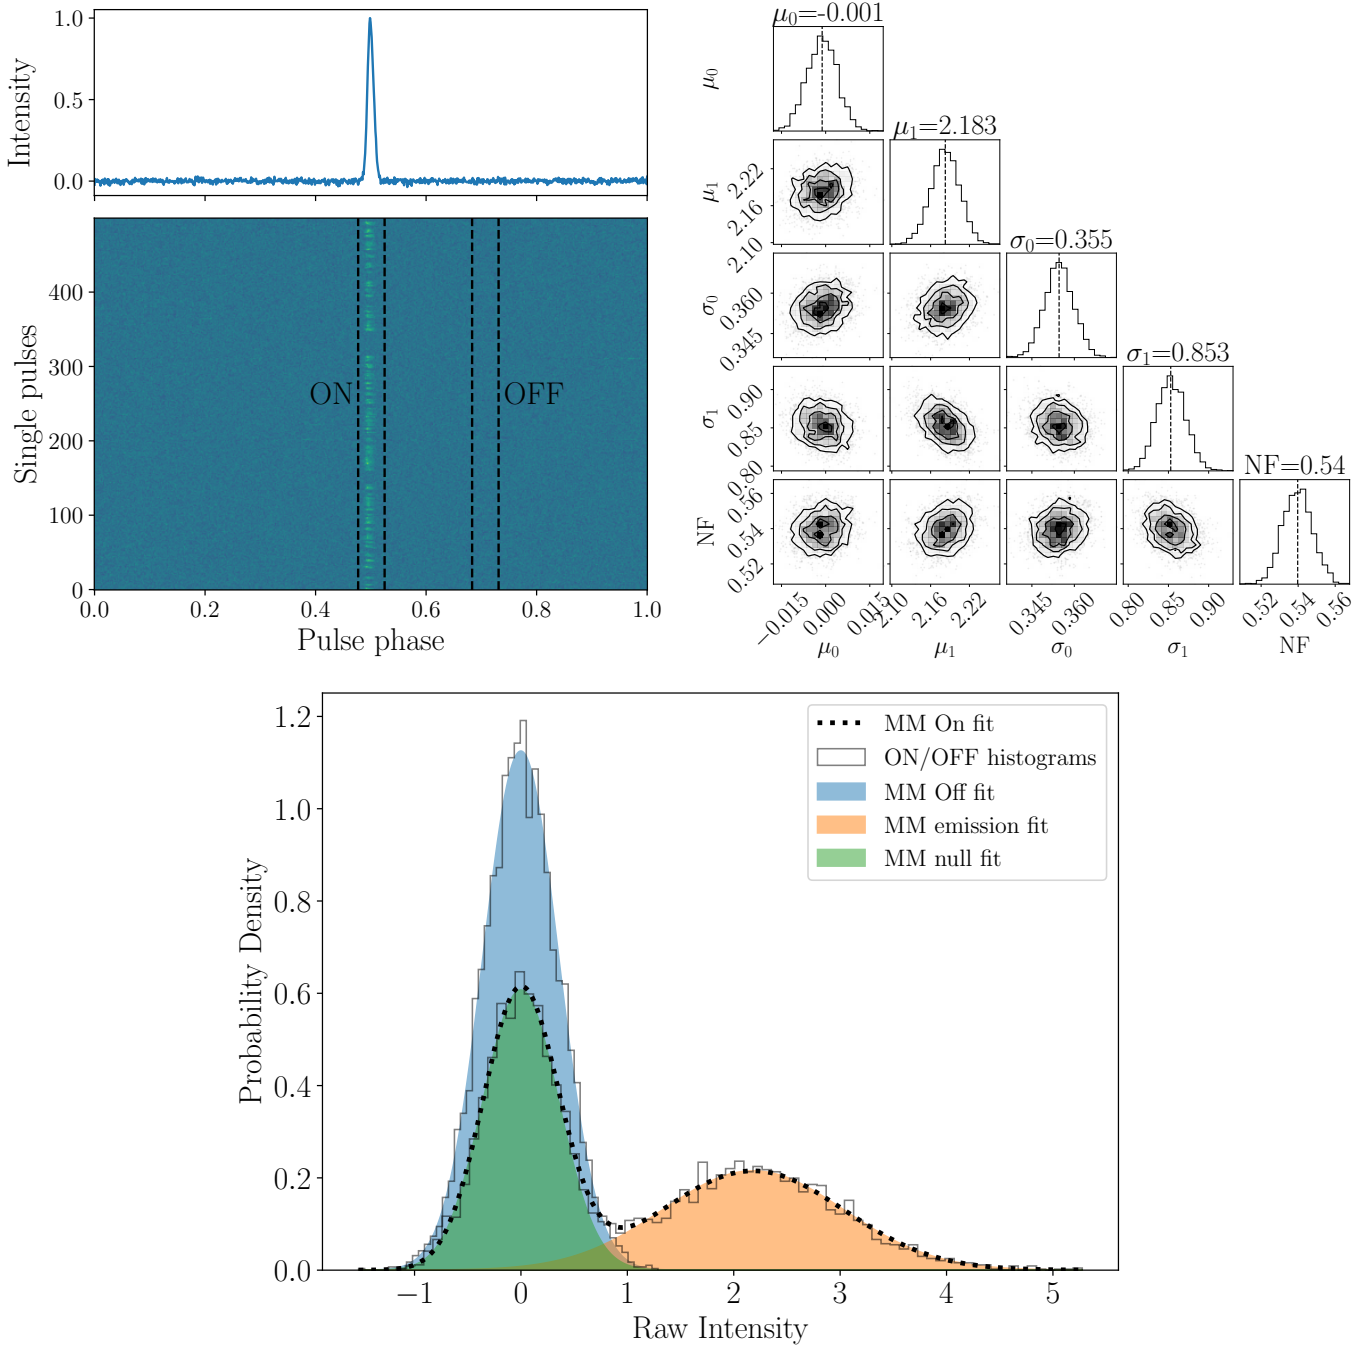 Intensity
1.0
0.5
0.0
Single pulses
400
300
200
100
0
ON
OFF
0.0 0.2 0.4 0.6 0.8 1.0
Pulse phase
μ₀=-0.001
μ₀
μ₁=2.183
μ₁
2.22
2.16
2.10
σ₀=0.355
σ₀
0.360
0.345
σ₁=0.853
σ₁
0.90
0.85
0.80
NF=0.54
NF
0.56
0.54
0.52
−0.015 0.000 0.015 2.10 2.16 2.22 0.345 0.360 0.80 0.85 0.90 0.52 0.54 0.56
μ₀ μ₁ σ₀ σ₁ NF
Probability Density
1.2
1.0
0.8
0.6
0.4
0.2
0.0
MM On fit
ON/OFF histograms
MM Off fit
MM emission fit
MM null fit
−1 0 1 2 3 4 5
Raw Intensity